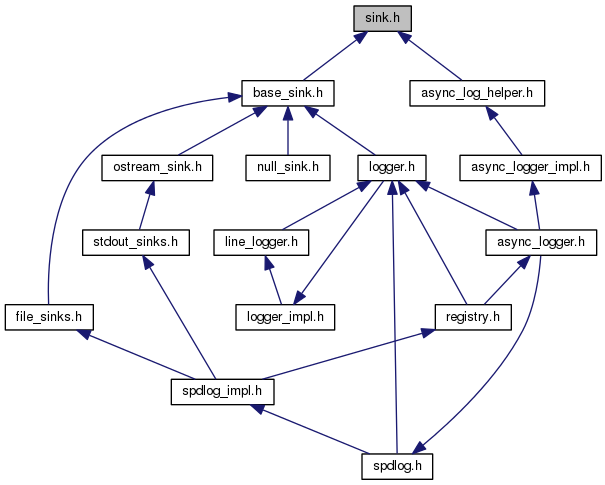 sink.h
base_sink.h
async_log_helper.h
ostream_sink.h
null_sink.h
logger.h
async_logger_impl.h
stdout_sinks.h
line_logger.h
async_logger.h
file_sinks.h
logger_impl.h
registry.h
spdlog_impl.h
spdlog.h